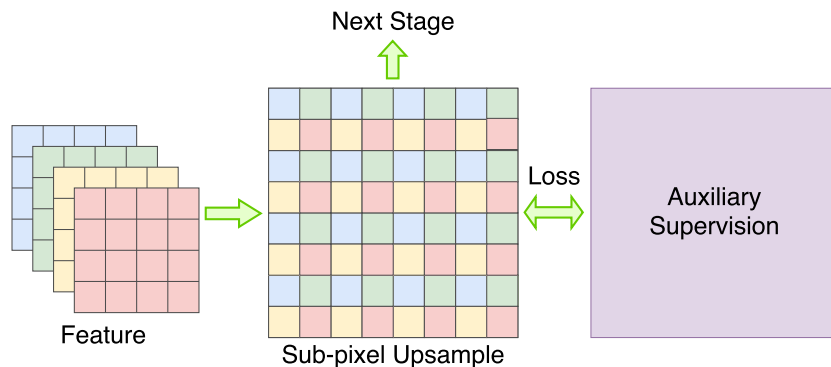 Next Stage
Loss
Auxiliary
Supervision
Feature
Sub-pixel Upsample